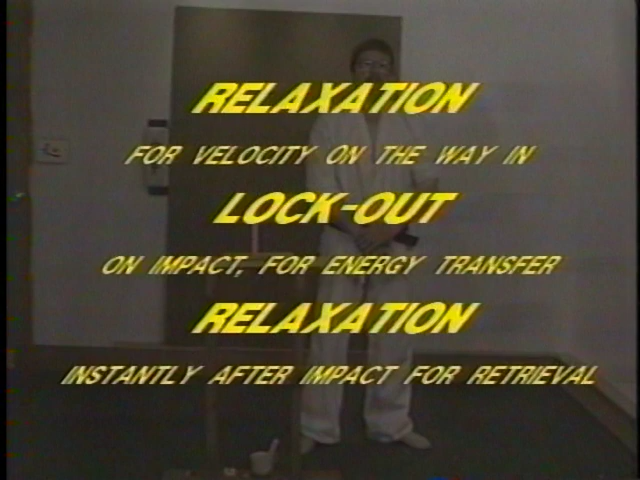 RELAXATION
FOR VELOCITY ON THE WAY IN
LOCK-OUT
ON IMPACT, FOR ENERGY TRANSFER
RELAXATION
INSTANTLY AFTER IMPACT FOR RETRIEVAL